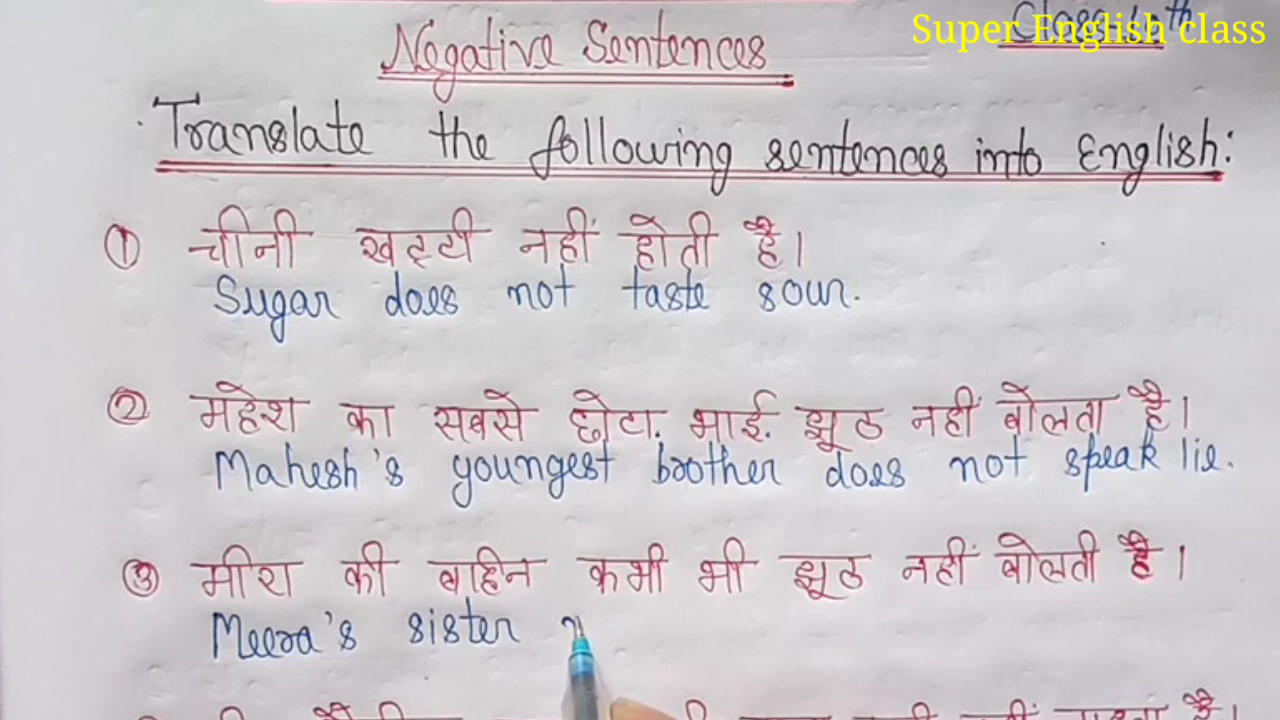 Super English class
Negative Sentences
Translate the following sentences into English:
① चीनी खट्टी नहीं होती है।
Sugar does not taste sour.
② महेश का सबसे छोटा भाई झूठ नहीं बोलता है।
Mahesh's youngest brother does not speak lie.
③ मीरा की बहिन कभी भी झूठ नहीं बोलती है।
Meera's sister